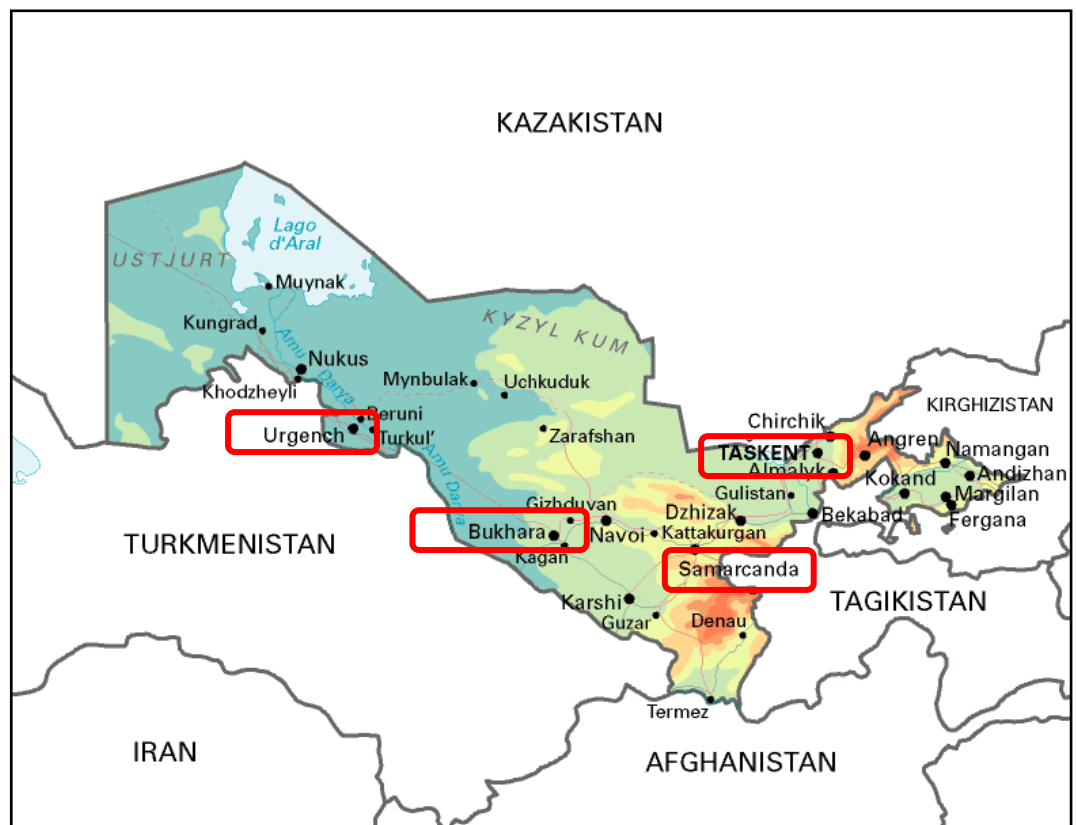 KAZAKISTAN
Lago
d'Aral
USTJURT
Muynak
KYZYL KUM
Kungrad
Amu Darya
Nukus
Khodzheyli
Mynbulak
Uchkuduk
KIRGHIZISTAN
Beruni
Chirchik
Urgench
Turkul'
Zarafshan
TASKENT
Angren
Namangan
Almalyk
Kokand
Andizhan
Amu Darya
Gulistan
Margilan
Gizhduvan
Dzhizak
Bekabad
Fergana
Bukhara
Navoi
Kattakurgan
TURKMENISTAN
Kagan
Samarcanda
Karshi
TAGIKISTAN
Guzar
Denau
Termez
IRAN
AFGHANISTAN